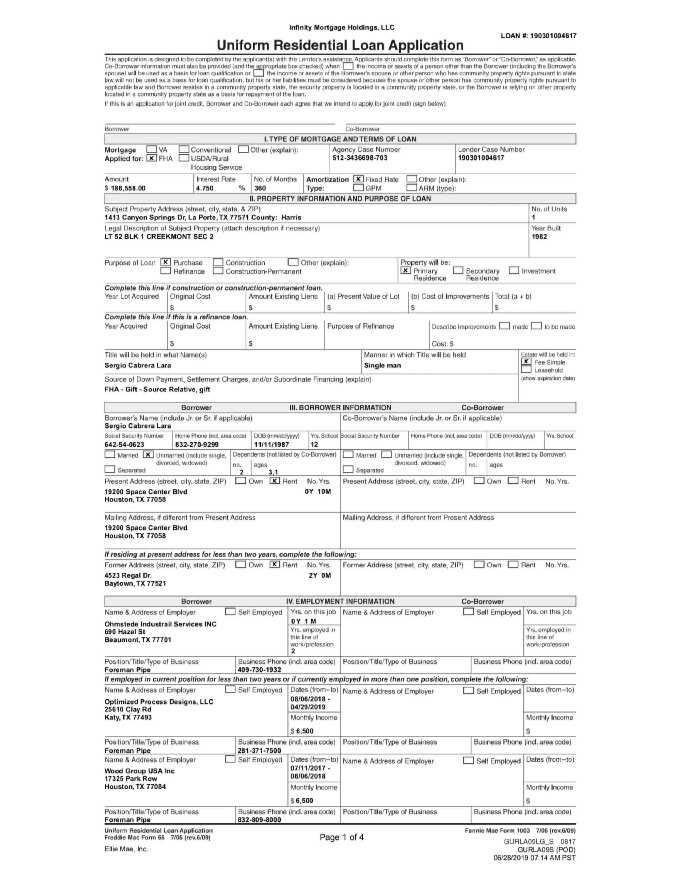 Infinity Mortgage Holdings, LLC
LOAN #: 190301004617
Uniform Residential Loan Application
This application is designed to be completed by the applicant(s) with the Lender's assistance. Applicants should complete this form as "Borrower" or "Co-Borrower," as applicable.
Co-Borrower information must also be provided (and the appropriate box checked) when the income or assets of a person other than the Borrower (including the Borrower's
spouse) will be used as a basis for loan qualification or the income or assets of the Borrower's spouse or other person who has community property rights pursuant to state
law will not be used as a basis for loan qualification, but his or her liabilities must be considered because the spouse or other person has community property rights pursuant to
applicable law and Borrower resides in a community property state, the security property is located in a community property state, or the Borrower is relying on other property
located in a community property state as a basis for repayment of the loan.
If this is an application for joint credit, Borrower and Co-Borrower each agree that we intend to apply for joint credit (sign below):
Borrower Co-Borrower
I. TYPE OF MORTGAGE AND TERMS OF LOAN
Mortgage VA Conventional Other (explain): Agency Case Number Lender Case Number
Applied for: X FHA USDA/Rural 512-3436698-703 190301004617
Housing Service
Amount Interest Rate No. of Months Amortization X Fixed Rate Other (explain):
$ 186,558.00 4.750 % 360 Type: GPM ARM (type):
II. PROPERTY INFORMATION AND PURPOSE OF LOAN
Subject Property Address (street, city, state, & ZIP) No. of Units
1413 Canyon Springs Dr, La Porte, TX 77571 County: Harris 1
Legal Description of Subject Property (attach description if necessary) Year Built
LT 52 BLK 1 CREEKMONT SEC 2 1982
Purpose of Loan X Purchase Construction Other (explain): Property will be:
Refinance Construction-Permanent X Primary Residence Secondary Residence Investment
Complete this line if construction or construction-permanent loan.
Year Lot Acquired Original Cost Amount Existing Liens (a) Present Value of Lot (b) Cost of Improvements Total (a + b)
$ $ $ $ $
Complete this line if this is a refinance loan.
Year Acquired Original Cost Amount Existing Liens Purpose of Refinance Describe Improvements made to be made
$ $ Cost: $
Title will be held in what Name(s) Manner in which Title will be held Estate will be held in:
Sergio Cabrera Lara Single man X Fee Simple
Leasehold
Source of Down Payment, Settlement Charges, and/or Subordinate Financing (explain) (show expiration date)
FHA - Gift - Source Relative, gift
Borrower III. BORROWER INFORMATION Co-Borrower
Borrower's Name (include Jr. or Sr. if applicable) Co-Borrower's Name (include Jr. or Sr. if applicable)
Sergio Cabrera Lara
Social Security Number Home Phone (incl. area code) DOB (mm/dd/yyyy) Yrs. School Social Security Number Home Phone (incl. area code) DOB (mm/dd/yyyy) Yrs. School
642-54-0623 832-270-9299 11/11/1987 12
Married X Unmarried (include single, Dependents (not listed by Co-Borrower) Married Unmarried (include single, Dependents (not listed by Borrower)
divorced, widowed) no. ages divorced, widowed) no. ages
Separated 2 3,1 Separated
Present Address (street, city, state, ZIP) Own X Rent No. Yrs. Present Address (street, city, state, ZIP) Own Rent No. Yrs.
19200 Space Center Blvd 0Y 10M
Houston, TX 77058
Mailing Address, if different from Present Address Mailing Address, if different from Present Address
19200 Space Center Blvd
Houston, TX 77058
If residing at present address for less than two years, complete the following:
Former Address (street, city, state, ZIP) Own X Rent No. Yrs. Former Address (street, city, state, ZIP) Own Rent No. Yrs.
4523 Regal Dr. 2Y 0M
Baytown, TX 77521
Borrower IV. EMPLOYMENT INFORMATION Co-Borrower
Name & Address of Employer Self Employed Yrs. on this job Name & Address of Employer Self Employed Yrs. on this job
0 Y 1 M
Ohmstede Industrail Services INC Yrs. employed in this line of work/profession Yrs. employed in this line of work/profession
690 Hazel St
Beaumont, TX 77701 2
Position/Title/Type of Business Business Phone (incl. area code) Position/Title/Type of Business Business Phone (incl. area code)
Foreman Pipe 409-730-1932
If employed in current position for less than two years or if currently employed in more than one position, complete the following:
Name & Address of Employer Self Employed Dates (from–to) Name & Address of Employer Self Employed Dates (from–to)
Optimized Process Designs, LLC 08/06/2018 -
25610 Clay Rd 04/29/2019
Katy, TX 77493 Monthly Income Monthly Income
$ 6,500 $
Position/Title/Type of Business Business Phone (incl. area code) Position/Title/Type of Business Business Phone (incl. area code)
Foreman Pipe 281-371-7500
Name & Address of Employer Self Employed Dates (from–to) Name & Address of Employer Self Employed Dates (from–to)
Wood Group USA Inc 07/11/2017 -
17325 Park Row 08/06/2018
Houston, TX 77084 Monthly Income Monthly Income
$ 6,500 $
Position/Title/Type of Business Business Phone (incl. area code) Position/Title/Type of Business Business Phone (incl. area code)
Foreman Pipe 832-809-8000
Uniform Residential Loan Application Fannie Mae Form 1003 7/05 (rev.6/09)
Freddie Mac Form 65 7/05 (rev.6/09) Page 1 of 4
GURLA09LG_S 0817
Ellie Mae, Inc. GURLA09S (POD)
06/28/2019 07:14 AM PST